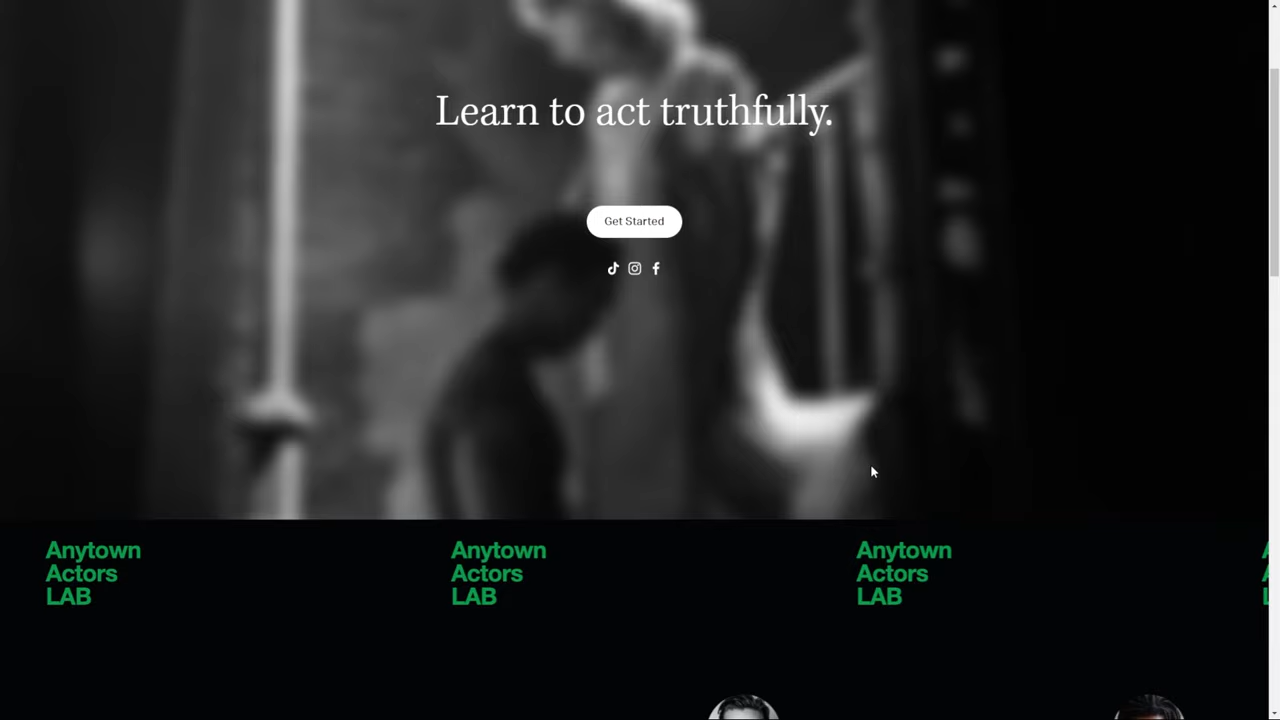 Learn to act truthfully.
Get Started
Anytown
Actors
LAB
Anytown
Actors
LAB
Anytown
Actors
LAB